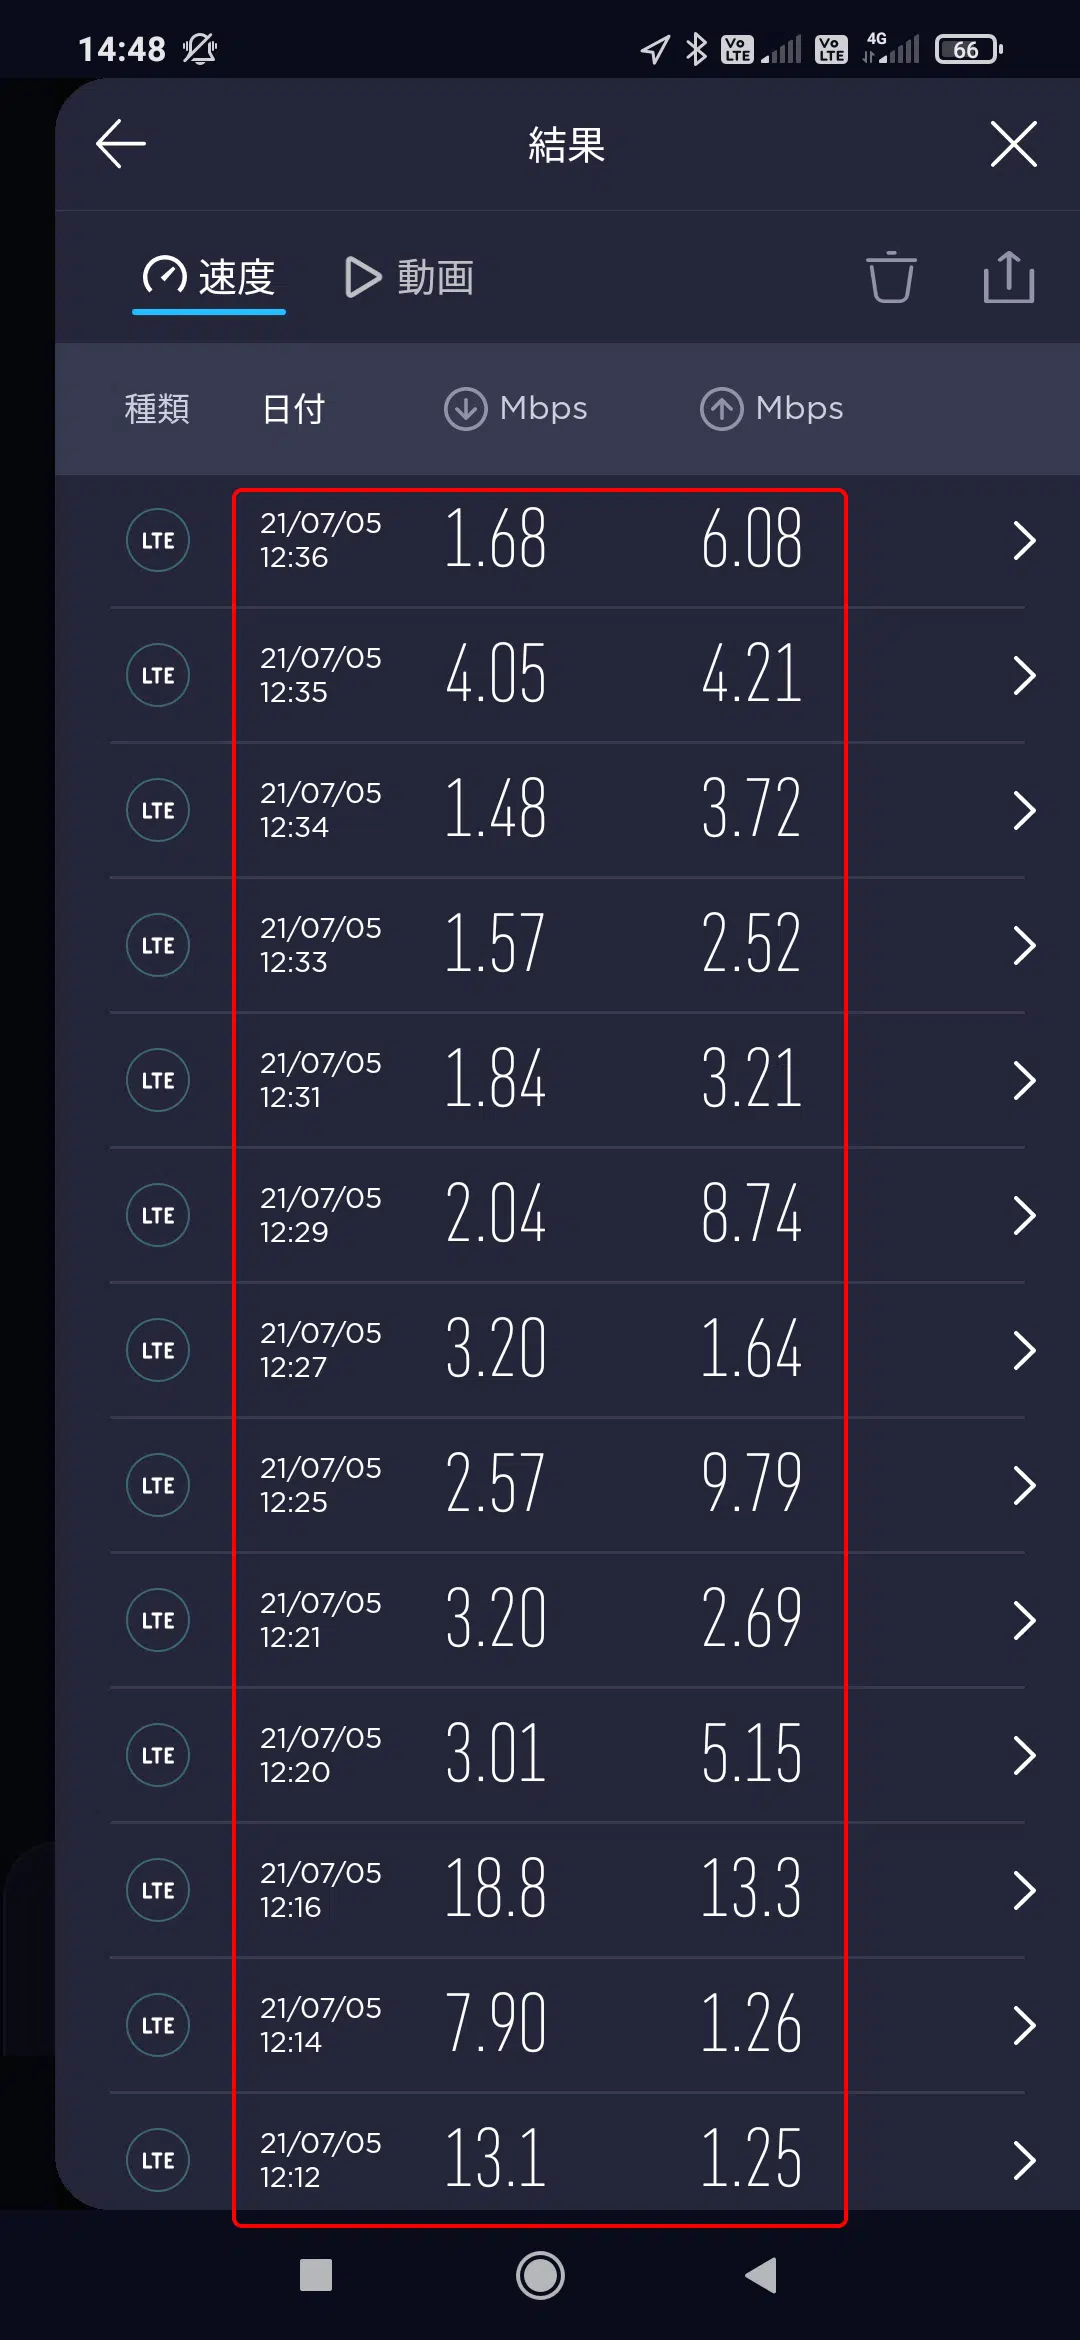 14:48
Vo LTE Vo LTE 4G 66
結果
速度 動画
種類 日付 Mbps Mbps
LTE 21/07/05 12:36 1.68 6.08
LTE 21/07/05 12:35 4.05 4.21
LTE 21/07/05 12:34 1.48 3.72
LTE 21/07/05 12:33 1.57 2.52
LTE 21/07/05 12:31 1.84 3.21
LTE 21/07/05 12:29 2.04 8.74
LTE 21/07/05 12:27 3.20 1.64
LTE 21/07/05 12:25 2.57 9.79
LTE 21/07/05 12:21 3.20 2.69
LTE 21/07/05 12:20 3.01 5.15
LTE 21/07/05 12:16 18.8 13.3
LTE 21/07/05 12:14 7.90 1.26
LTE 21/07/05 12:12 13.1 1.25